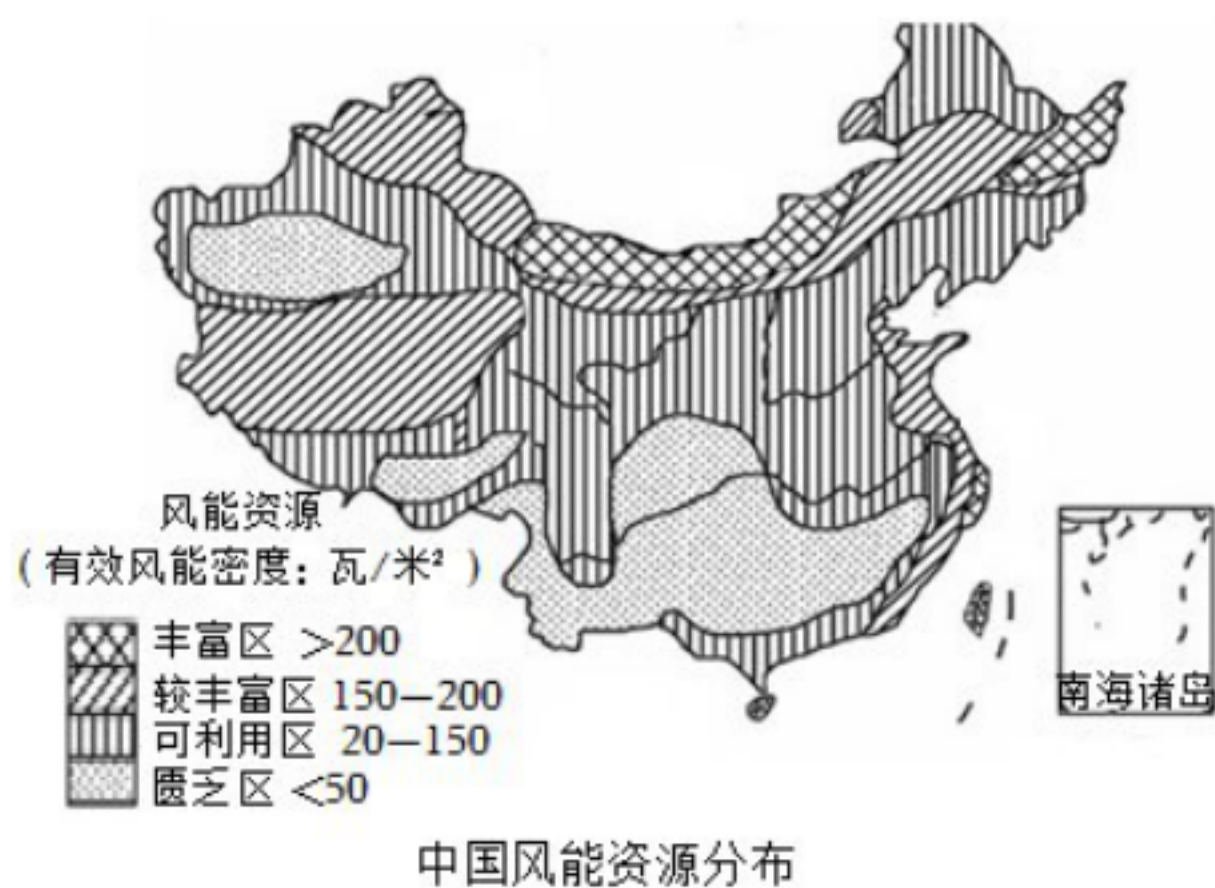 风能资源
（有效风能密度：瓦/米²）
丰富区 >200
较丰富区 150—200
可利用区 20—150
匮乏区 <50
南海诸岛
中国风能资源分布